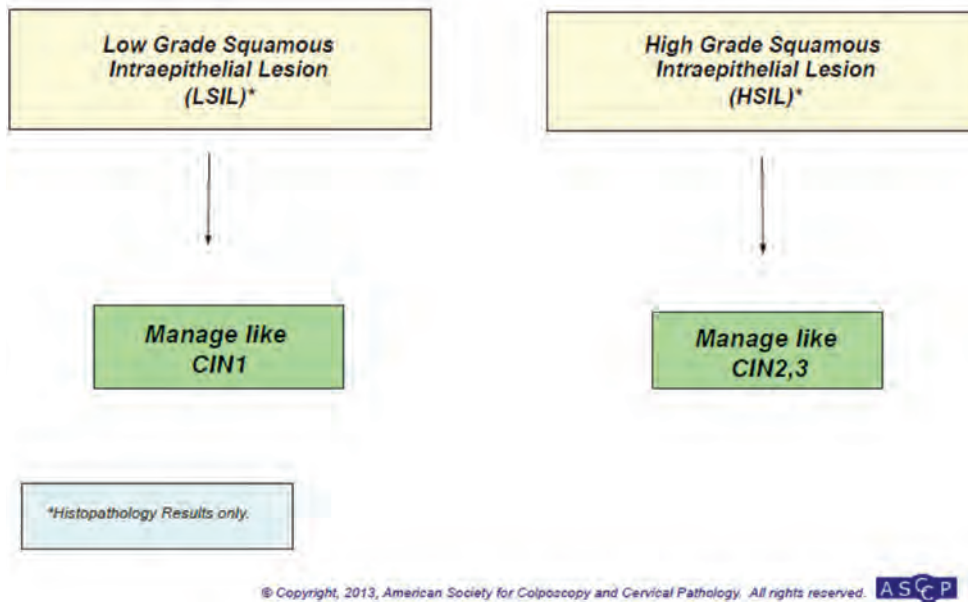 Low Grade Squamous
Intraepithelial Lesion
(LSIL)*
High Grade Squamous
Intraepithelial Lesion
(HSIL)*
Manage like
CIN1
Manage like
CIN2,3
*Histopathology Results only.
© Copyright, 2013, American Society for Colposcopy and Cervical Pathology. All rights reserved.
ASCCP